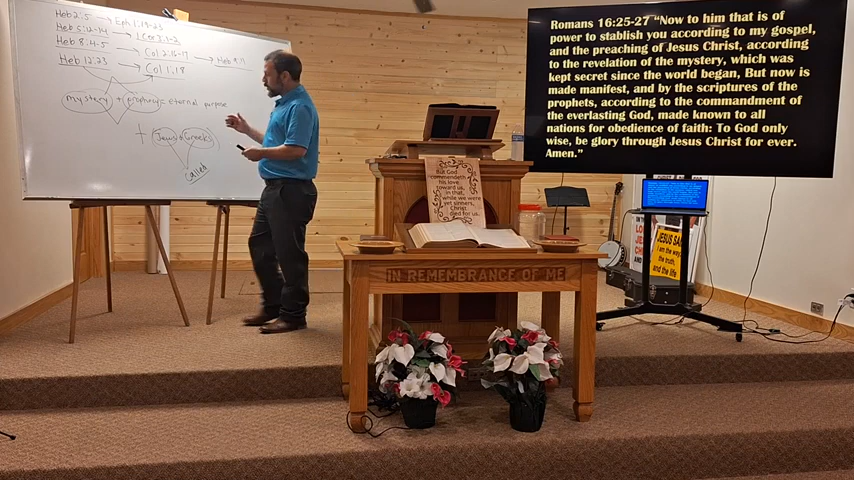 Heb 2:5 → Eph 1:19-23
Heb 5:12-14 → 1 Cor 3:1-2
Heb 8:4-5 → Col 2:16-17 → Heb 9:11
Heb 12:23 → Col 1:18
mystery + prophecy = eternal purpose
+ Jews + Greeks
called
Romans 16:25-27 “Now to him that is of
power to stablish you according to my gospel,
and the preaching of Jesus Christ, according
to the revelation of the mystery, which was
kept secret since the world began, But now is
made manifest, and by the scriptures of the
prophets, according to the commandment of
the everlasting God, made known to all
nations for obedience of faith: To God only
wise, be glory through Jesus Christ for ever.
Amen.”
But God
commendeth
his love
toward us,
in that,
while we were
yet sinners,
Christ
died for us.
IN REMEMBRANCE OF ME
JESUS SA
I am the way
the truth,
and the life